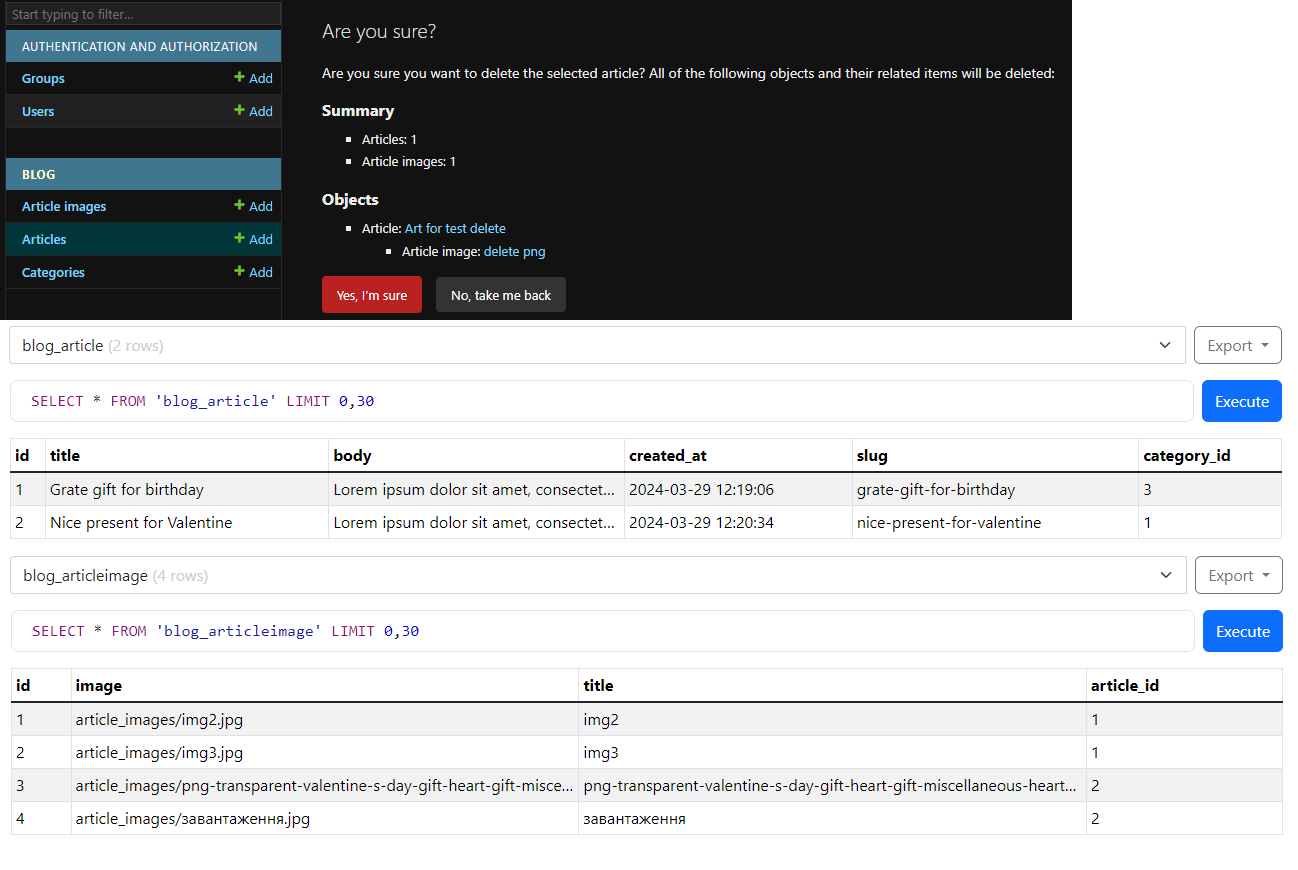 Start typing to filter...
AUTHENTICATION AND AUTHORIZATION
Groups + Add
Users + Add
BLOG
Article images + Add
Articles + Add
Categories + Add
Are you sure?
Are you sure you want to delete the selected article? All of the following objects and their related items will be deleted:
Summary
Articles: 1
Article images: 1
Objects
Article: Art for test delete
Article image: delete png
Yes, I'm sure No, take me back
blog_article (2 rows) Export
SELECT * FROM 'blog_article' LIMIT 0,30 Execute
id title body created_at slug category_id
1 Grate gift for birthday Lorem ipsum dolor sit amet, consectet... 2024-03-29 12:19:06 grate-gift-for-birthday 3
2 Nice present for Valentine Lorem ipsum dolor sit amet, consectet... 2024-03-29 12:20:34 nice-present-for-valentine 1
blog_articleimage (4 rows) Export
SELECT * FROM 'blog_articleimage' LIMIT 0,30 Execute
id image title article_id
1 article_images/img2.jpg img2 1
2 article_images/img3.jpg img3 1
3 article_images/png-transparent-valentine-s-day-gift-heart-gift-misce... png-transparent-valentine-s-day-gift-heart-gift-miscellaneous-heart... 2
4 article_images/завантаження.jpg завантаження 2